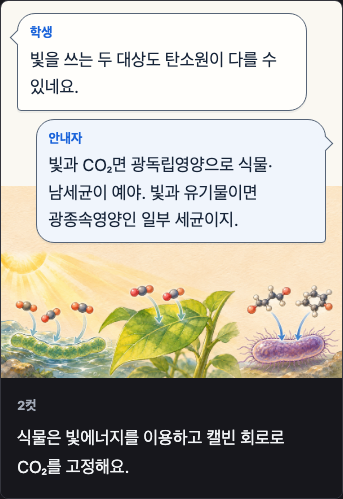 학생
빛을 쓰는 두 대상도 탄소원이 다를 수
있네요.
안내자
빛과 CO₂면 광독립영양으로 식물·
남세균이 예야. 빛과 유기물이면
광종속영양인 일부 세균이지.
2컷
식물은 빛에너지를 이용하고 캘빈 회로로
CO₂를 고정해요.